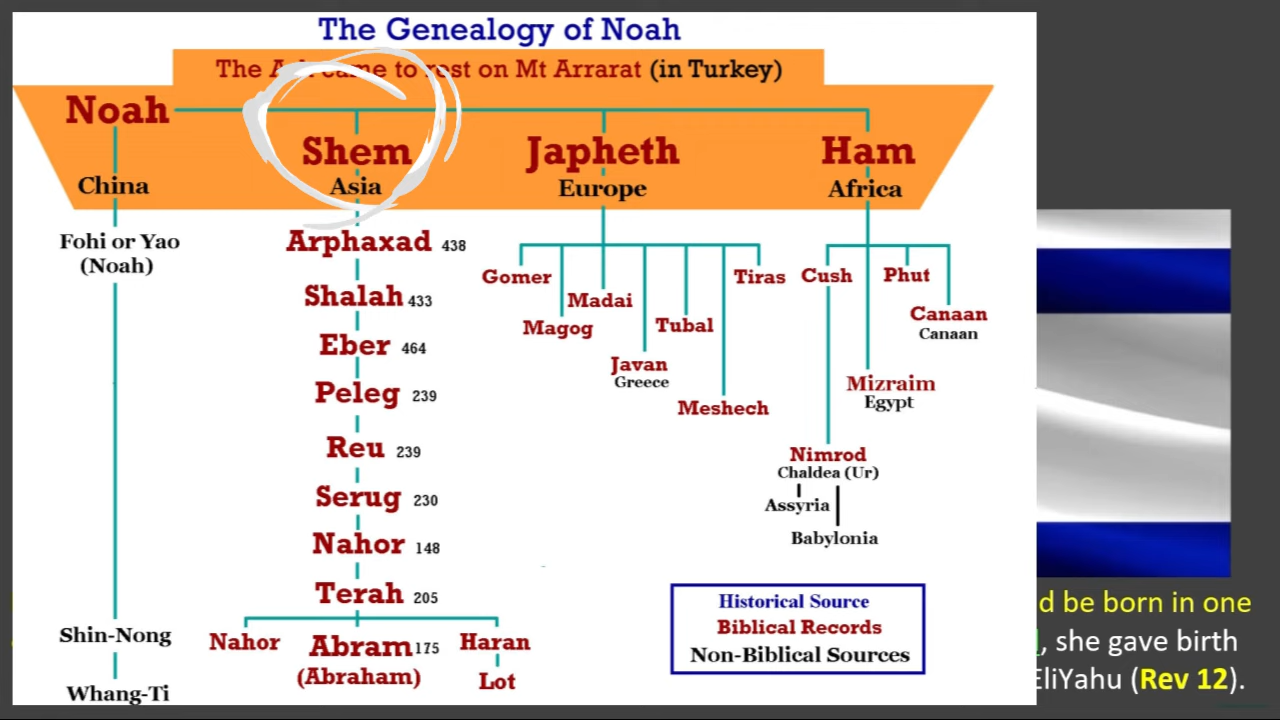 The Genealogy of Noah
The Ark came to rest on Mt Arrarat (in Turkey)
Noah
Shem
Japheth
Ham
China
Asia
Europe
Africa
Fohi or Yao
(Noah)
Arphaxad 438
Shalah 433
Eber 464
Peleg 239
Reu 239
Serug 230
Nahor 148
Terah 205
Nahor
Abram 175
(Abraham)
Haran
Lot
Shin-Nong
Whang-Ti
Gomer
Magog
Madai
Javan
Greece
Tubal
Meshech
Tiras
Cush
Phut
Canaan
Canaan
Mizraim
Egypt
Nimrod
Chaldea (Ur)
Assyria
Babylonia
Historical Source
Biblical Records
Non-Biblical Sources
d be born in one
, she gave birth
EliYahu (Rev 12).